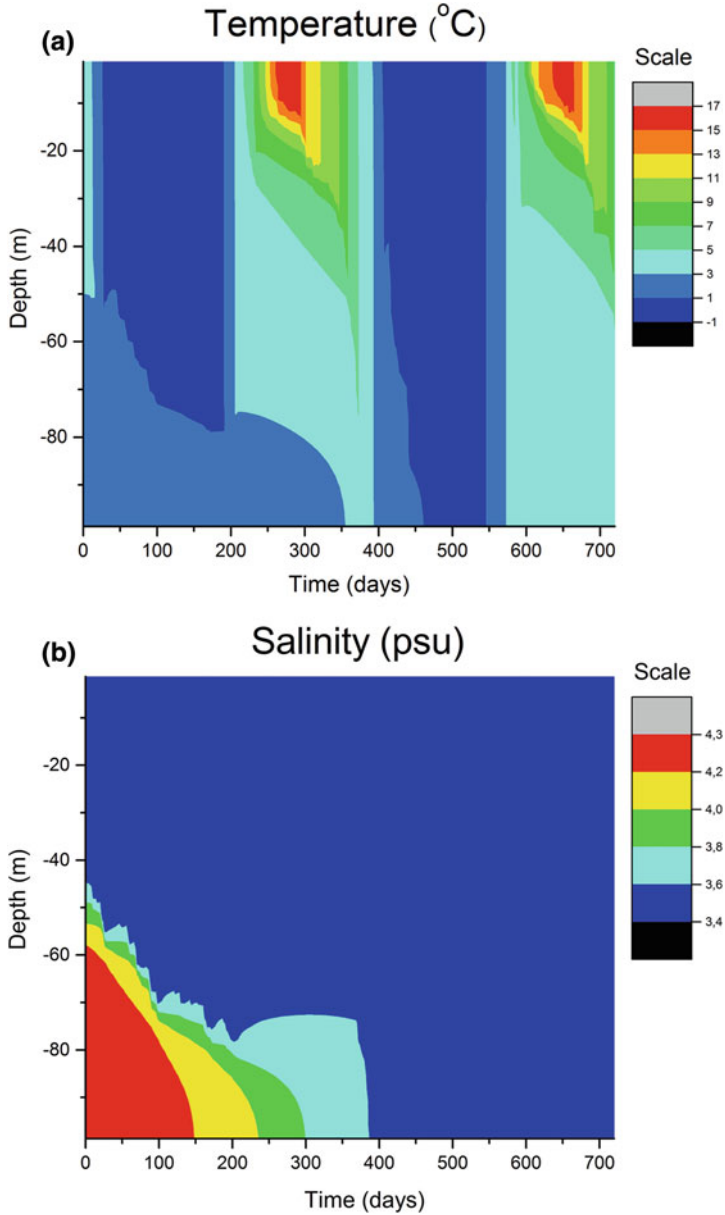 (a) Temperature (°C)
Scale
17
15
13
11
9
7
5
3
1
-1
-20
-40
-60
-80
Depth (m)
0 100 200 300 400 500 600 700
Time (days)
(b) Salinity (psu)
Scale
4,3
4,2
4,0
3,8
3,6
3,4
-20
-40
-60
-80
Depth (m)
0 100 200 300 400 500 600 700
Time (days)